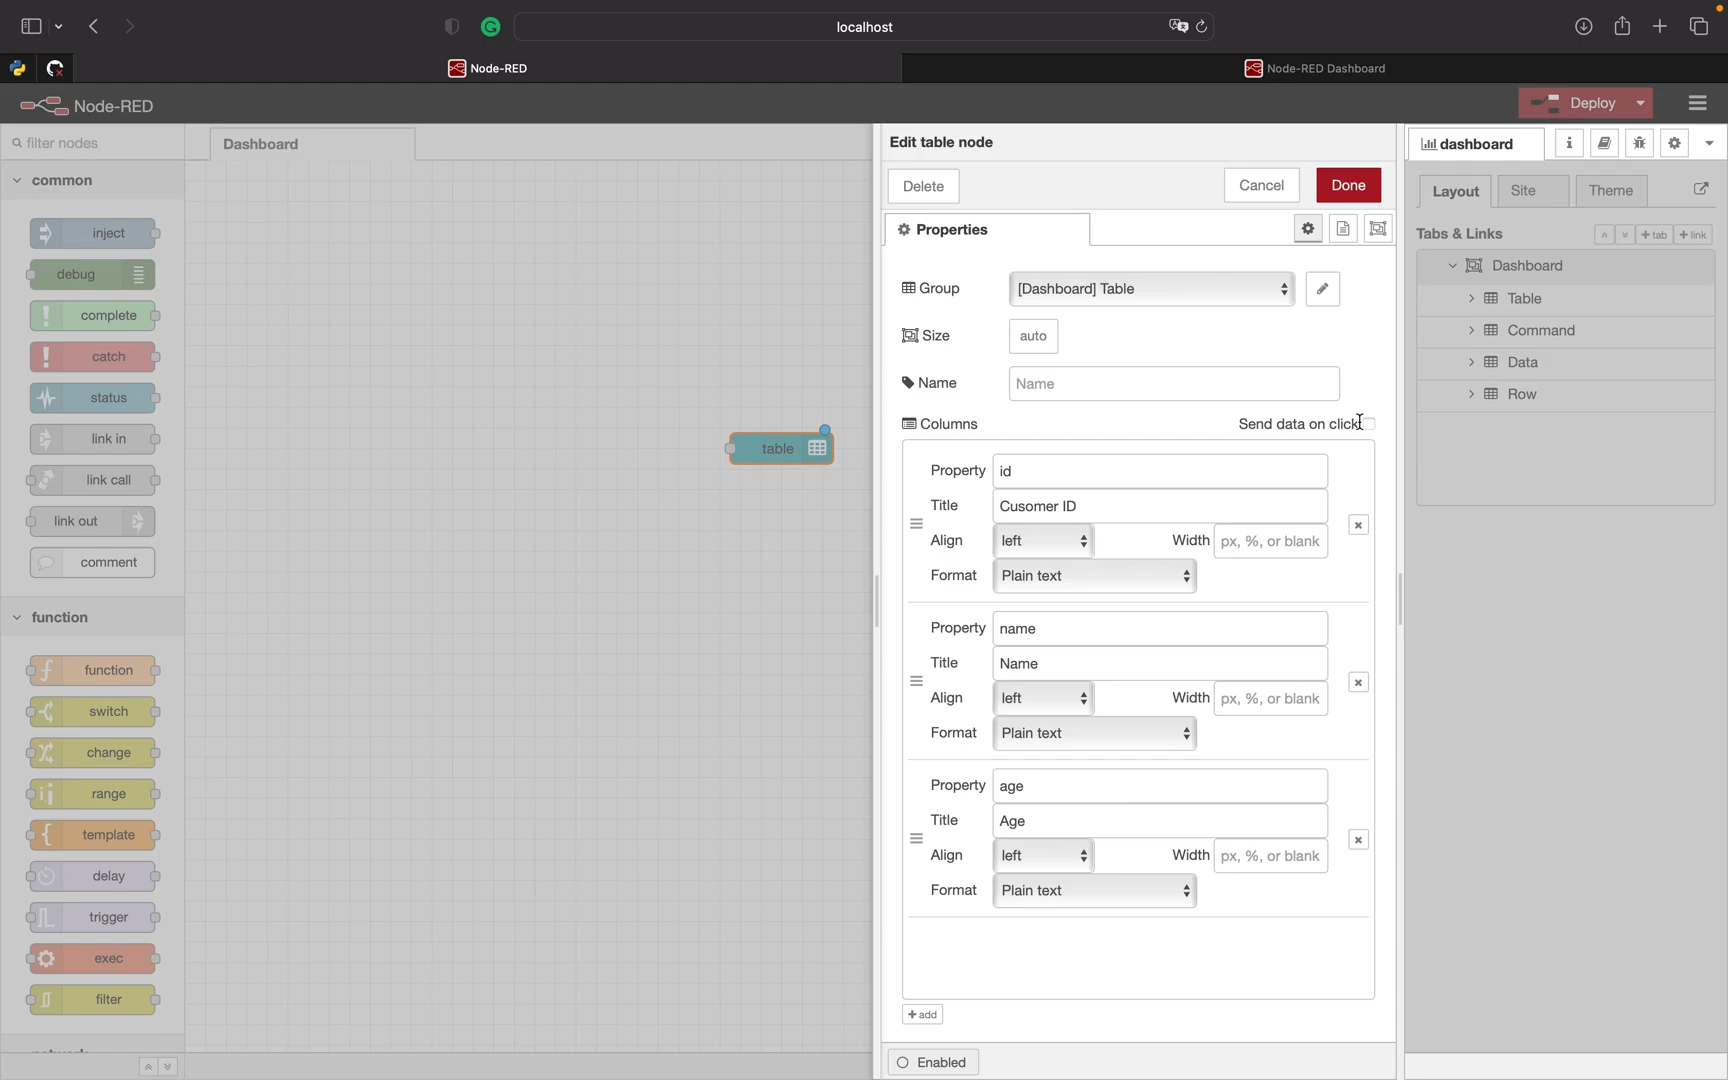 localhost
Node-RED
Node-RED Dashboard
Node-RED
Deploy
filter nodes
Dashboard
Edit table node
dashboard
common
Delete
Cancel
Done
Layout
Site
Theme
inject
Properties
Tabs & Links
+ tab
+ link
debug
Group
[Dashboard] Table
Dashboard
complete
Size
auto
Table
Command
catch
Name
Name
Data
status
Columns
Send data on click
Row
link in
table
Property
id
link call
Title
Cusomer ID
link out
Align
left
Width
px, %, or blank
comment
Format
Plain text
function
Property
name
function
Title
Name
switch
Align
left
Width
px, %, or blank
change
Format
Plain text
range
Property
age
template
Title
Age
delay
Align
left
Width
px, %, or blank
trigger
Format
Plain text
exec
filter
+ add
Enabled